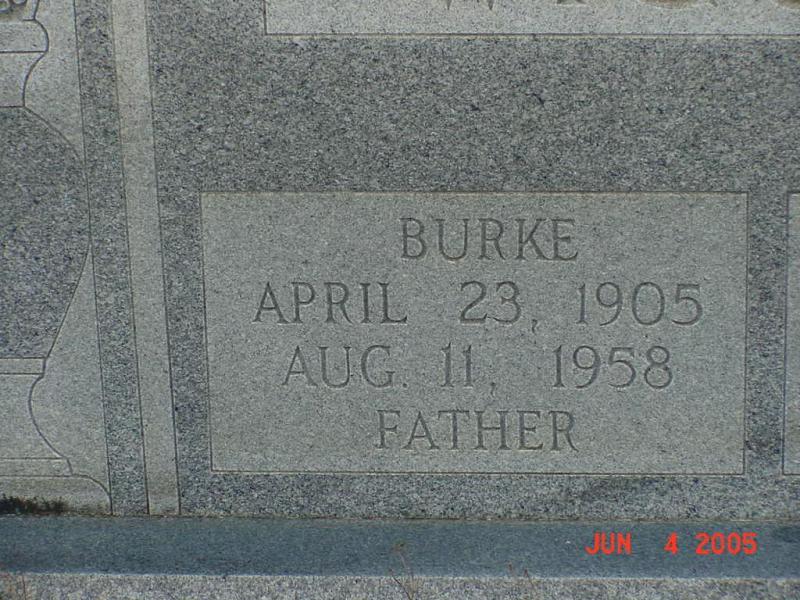 BURKE
APRIL 23, 1905
AUG. 11, 1958
FATHER
JUN 4 2005